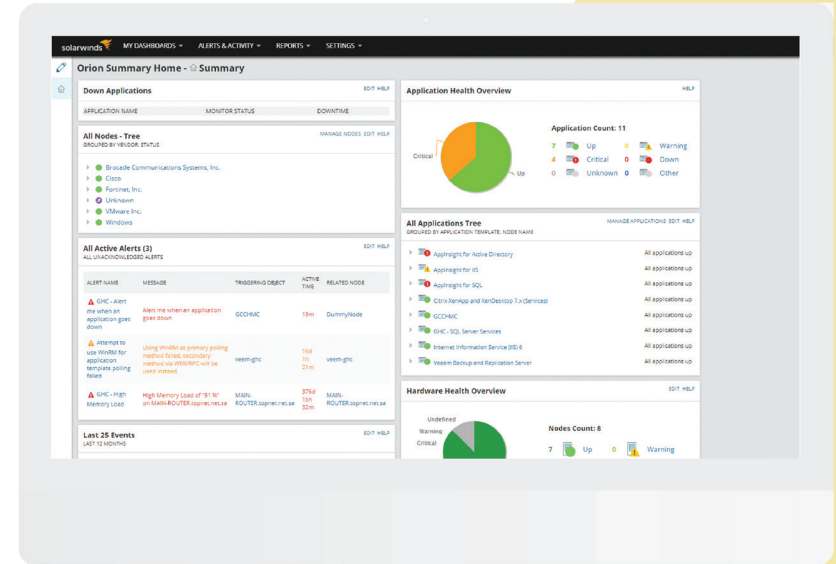 solarwinds
MY DASHBOARDS
ALERTS & ACTIVITY
REPORTS
SETTINGS
Orion Summary Home - Summary
Down Applications
EDIT HELP
APPLICATION NAME
MONITOR STATUS
DOWNTIME
All Nodes - Tree
MANAGE NODES EDIT HELP
GROUPED BY VENDOR, STATUS
Brocade Communications Systems, Inc.
Cisco
Fortinet, Inc.
Unknown
VMware Inc.
Windows
All Active Alerts (3)
EDIT HELP
ALL UNACKNOWLEDGED ALERTS
ALERT NAME
MESSAGE
TRIGGERING OBJECT
ACTIVE
TIME
RELATED NODE
GHC - Alert
me when an
application goes
down
Alert me when an application
goes down
GCCHMC
19m
DummyNode
Attempt to
use WinRM for
application
template polling
failed
Using WinRM as primary polling
method failed, secondary
method via WMI/RPC will be
used instead.
1h
21m
veem-ghc
veem-ghc
GHC - High
Memory Load
High Memory Load of "91 %"
on MAIN-ROUTER.sopnet.net.sa
MAIN-
ROUTER.sopnet.net.sa
376d
15h
32m
MAIN-
ROUTER.sopnet.net.sa
Last 25 Events
EDIT HELP
LAST 12 MONTHS
Application Health Overview
HELP
Critical
Up
Application Count: 11
7 Up 0 Warning
4 Critical 0 Down
0 Unknown 0 Other
All Applications Tree
MANAGE APPLICATIONS EDIT HELP
GROUPED BY APPLICATION TEMPLATE, NODE NAME
AppInsight for Active Directory
All applications up
AppInsight for IIS
All applications up
AppInsight for SQL
All applications up
Citrix XenApp and XenDesktop 7.x (Services)
All applications up
GCCHMC
All applications up
GHC - SQL Server Services
All applications up
Internet Information Service (IIS) 6
All applications up
Veeam Backup and Replication Server
All applications up
Hardware Health Overview
EDIT HELP
Undefined
Warning
Critical
Nodes Count: 8
7 Up 0 Warning